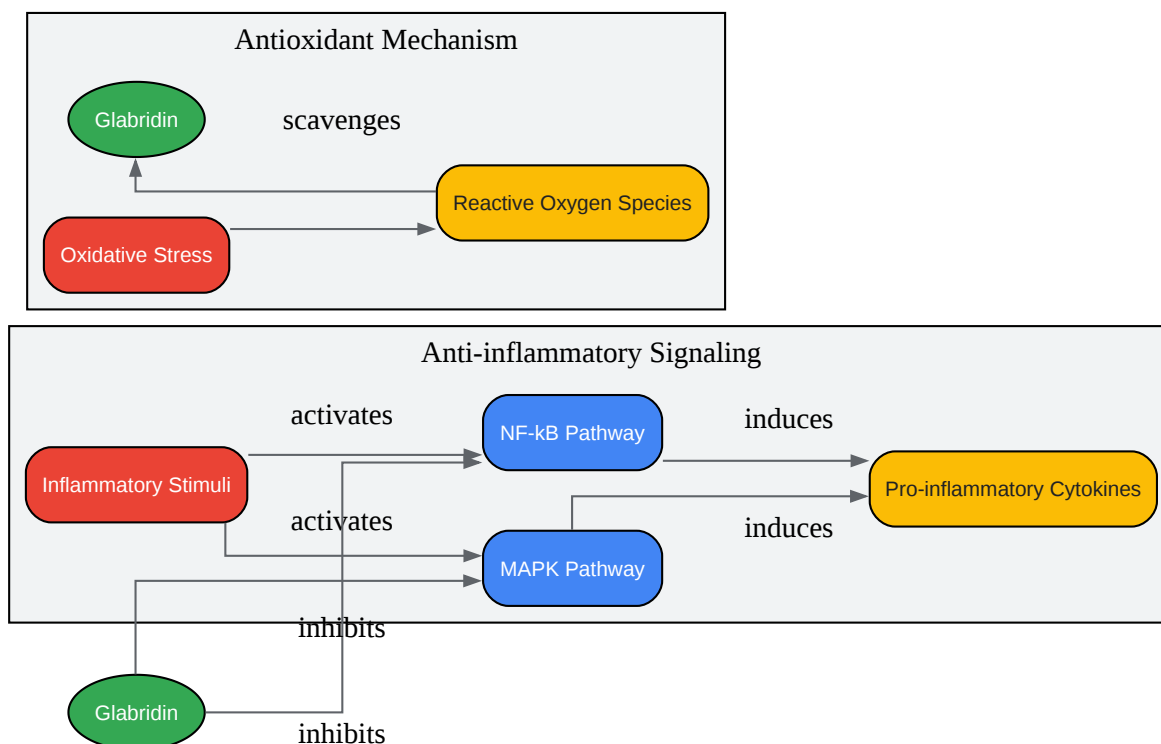 Antioxidant Mechanism
Glabridin
scavenges
Reactive Oxygen Species
Oxidative Stress
Anti-inflammatory Signaling
activates
NF-kB Pathway
induces
Inflammatory Stimuli
Pro-inflammatory Cytokines
activates
induces
MAPK Pathway
inhibits
Glabridin
inhibits